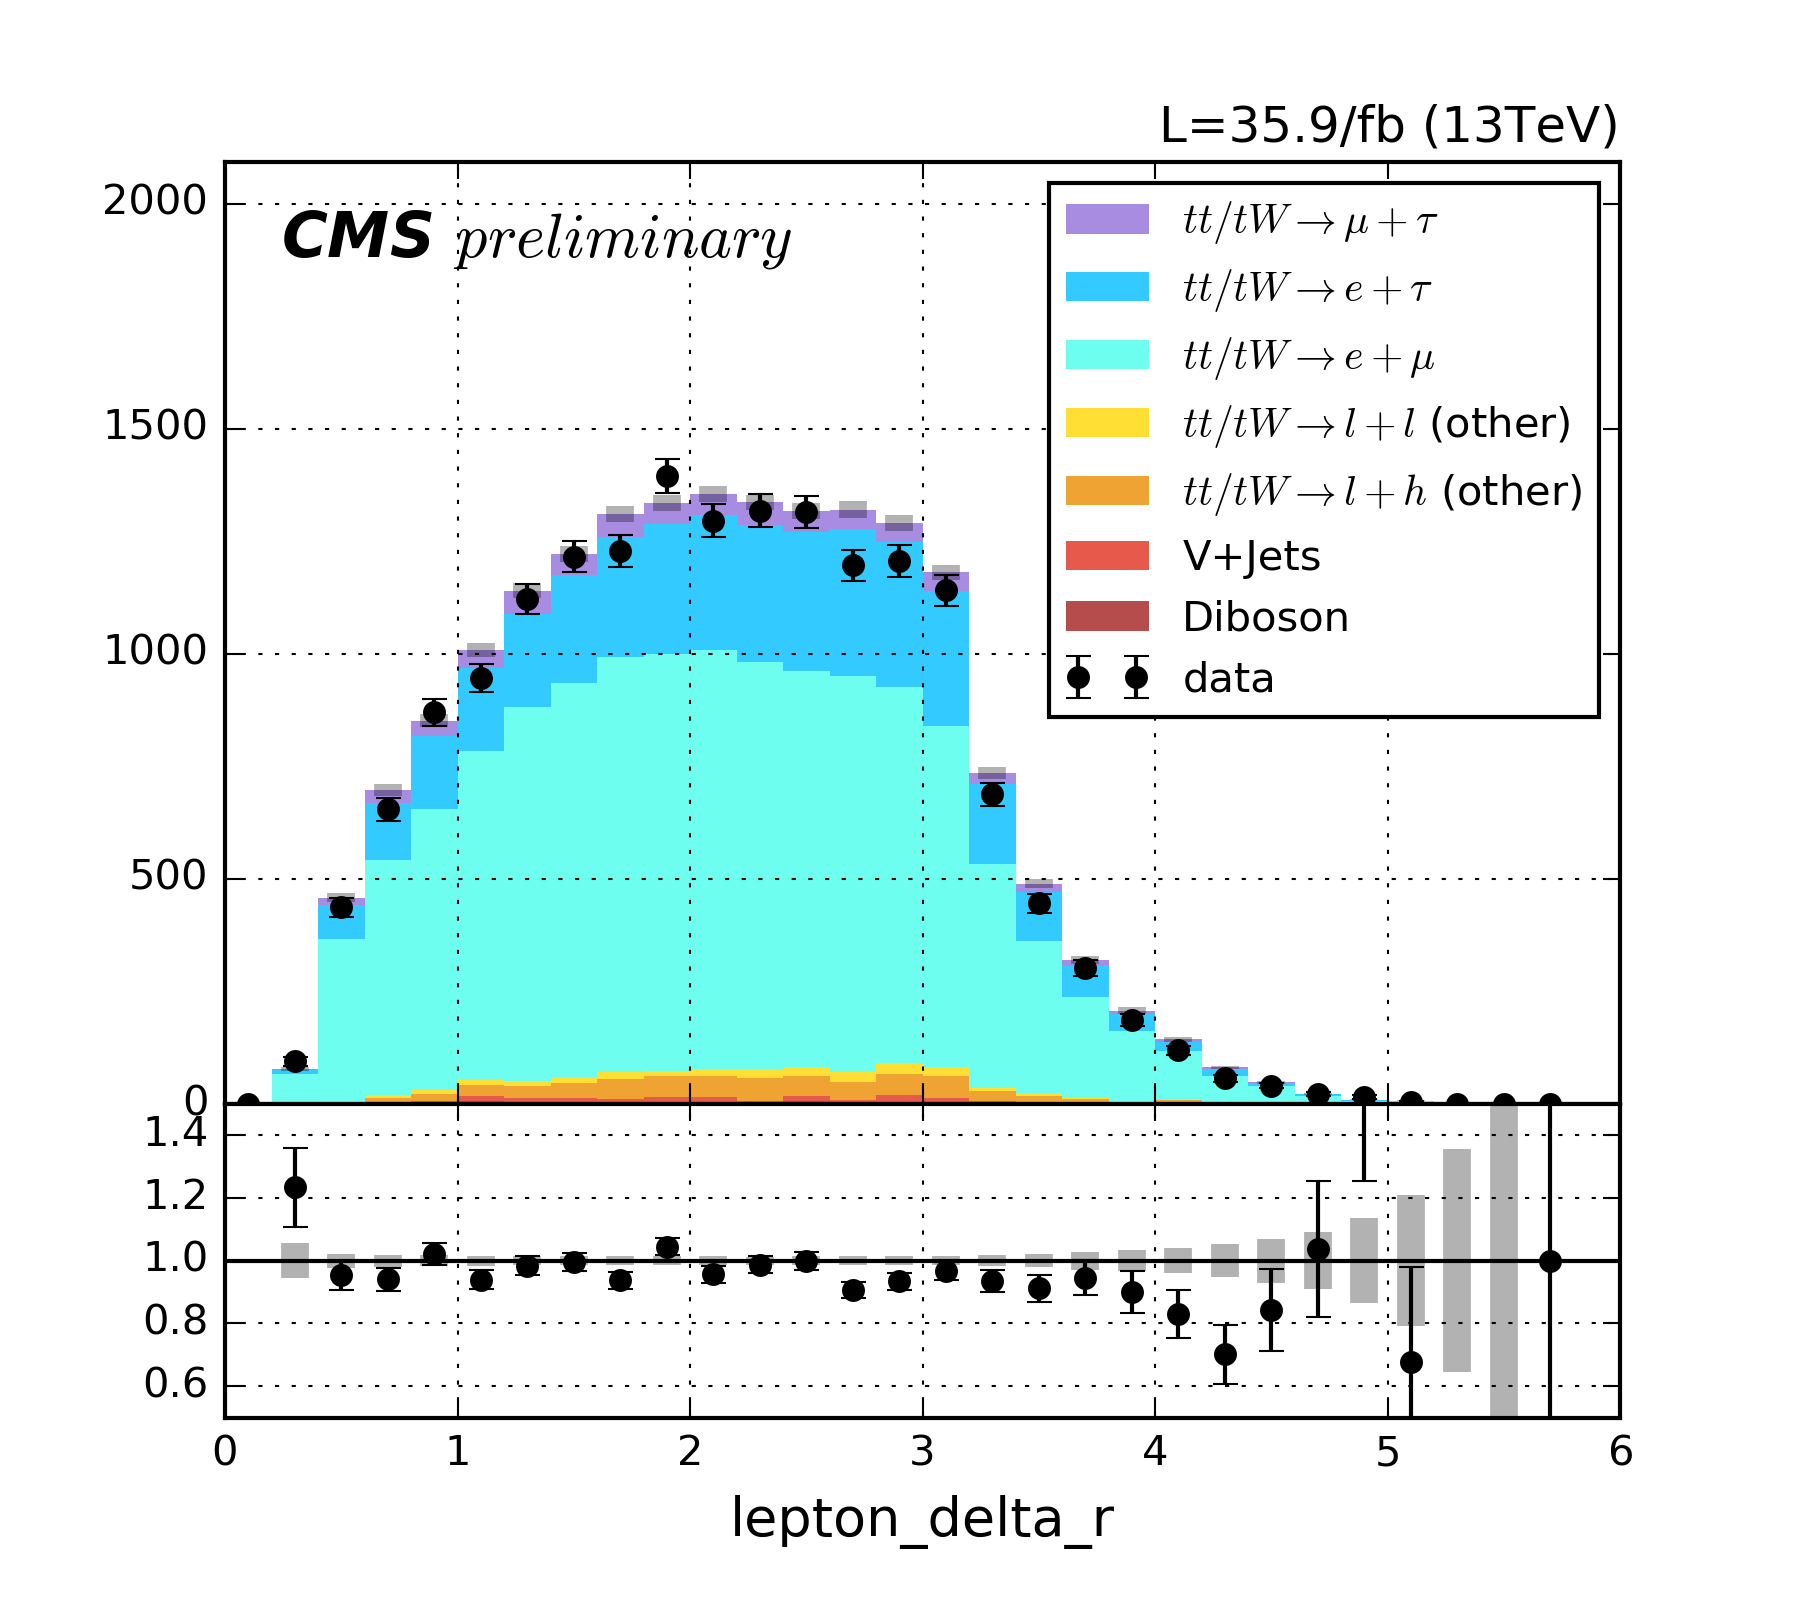 L=35.9/fb (13TeV)
CMS preliminary
2000
1500
1000
500
0
tt/tW→μ+τ
tt/tW→e+τ
tt/tW→e+μ
tt/tW→l+l (other)
tt/tW→l+h (other)
V+Jets
Diboson
data
1.4
1.2
1.0
0.8
0.6
0 1 2 3 4 5 6
lepton_delta_r